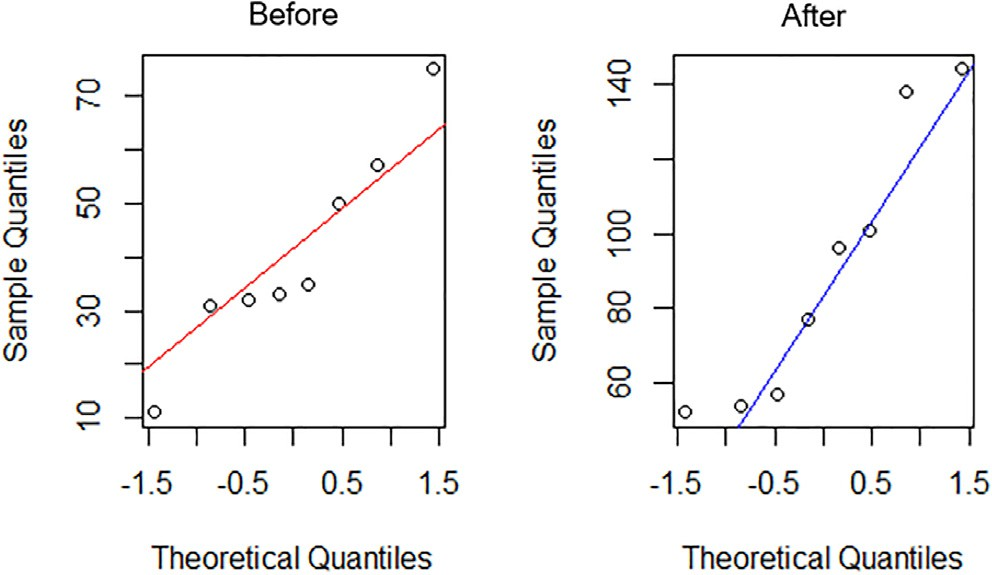 Before
Sample Quantiles
70
50
30
10
-1.5 -0.5 0.5 1.5
Theoretical Quantiles
After
Sample Quantiles
140
100
80
60
-1.5 -0.5 0.5 1.5
Theoretical Quantiles